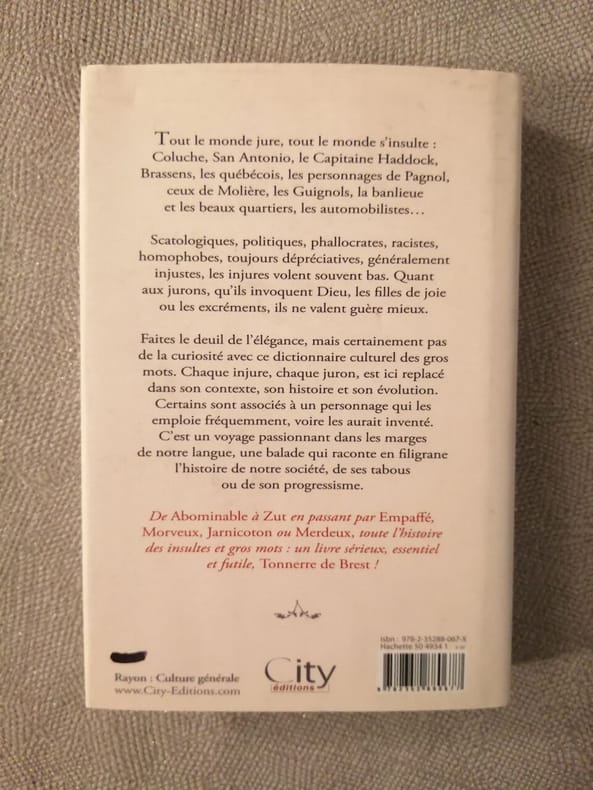 Tout le monde jure, tout le monde s'insulte :
Coluche, San Antonio, le Capitaine Haddock,
Brassens, les québécois, les personnages de Pagnol,
ceux de Molière, les Guignols, la banlieue
et les beaux quartiers, les automobilistes…
Scatologiques, politiques, phallocrates, racistes,
homophobes, toujours dépréciatives, généralement
injustes, les injures volent souvent bas. Quant
aux jurons, qu'ils invoquent Dieu, les filles de joie
ou les excréments, ils ne valent guère mieux.
Faites le deuil de l'élégance, mais certainement pas
de la curiosité avec ce dictionnaire culturel des gros
mots. Chaque injure, chaque juron, est ici replacé
dans son contexte, son histoire et son évolution.
Certains sont associés à un personnage qui les
emploie fréquemment, voire les aurait inventé.
C'est un voyage passionnant dans les marges
de notre langue, une balade qui raconte en filigrane
l'histoire de notre société, de ses tabous
ou de son progressisme.
De Abominable à Zut en passant par Empaffé,
Morveux, Jarnicoton ou Merdeux, toute l'histoire
des insultes et gros mots : un livre sérieux, essentiel
et futile, Tonnerre de Brest !
Isbn : 978-2-35288-067-X
Hachette 50 4934 1
Rayon : Culture générale
www.City-Editions.com
City
éditions